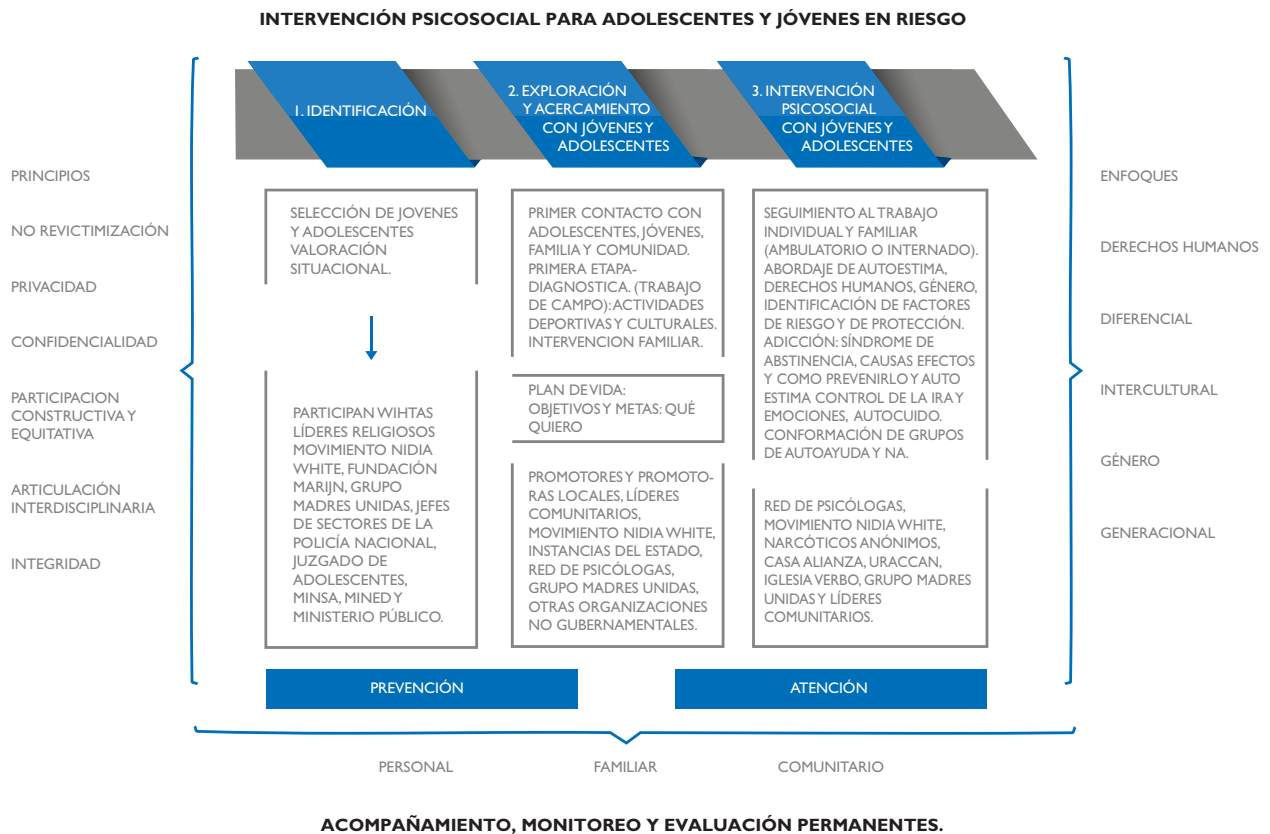 INTERVENCIÓN PSICOSOCIAL PARA ADOLESCENTES Y JÓVENES EN RIESGO
1. IDENTIFICACIÓN
2. EXPLORACIÓN
Y ACERCAMIENTO
CON JÓVENES Y
ADOLESCENTES
3. INTERVENCIÓN
PSICOSOCIAL
CON JÓVENES Y
ADOLESCENTES
PRINCIPIOS
NO REVICTIMIZACIÓN
PRIVACIDAD
CONFIDENCIALIDAD
PARTICIPACION
CONSTRUCTIVA Y
EQUITATIVA
ARTICULACIÓN
INTERDISCIPLINARIA
INTEGRIDAD
SELECCIÓN DE JOVENES
Y ADOLESCENTES
VALORACIÓN
SITUACIONAL.
PARTICIPAN WIHTAS
LÍDERES RELIGIOSOS
MOVIMIENTO NIDIA
WHITE, FUNDACIÓN
MARIJN, GRUPO
MADRES UNIDAS, JEFES
DE SECTORES DE LA
POLICÍA NACIONAL,
JUZGADO DE
ADOLESCENTES,
MINSA, MINED Y
MINISTERIO PÚBLICO.
PRIMER CONTACTO CON
ADOLESCENTES, JÓVENES,
FAMILIA Y COMUNIDAD.
PRIMERA ETAPA-
DIAGNOSTICA. (TRABAJO
DE CAMPO): ACTIVIDADES
DEPORTIVAS Y CULTURALES.
INTERVENCION FAMILIAR.
PLAN DE VIDA:
OBJETIVOS Y METAS: QUÉ
QUIERO
PROMOTORES Y PROMOTO-
RAS LOCALES, LÍDERES
COMUNITARIOS,
MOVIMIENTO NIDIA WHITE,
INSTANCIAS DEL ESTADO,
RED DE PSICÓLOGAS,
GRUPO MADRES UNIDAS,
OTRAS ORGANIZACIONES
NO GUBERNAMENTALES.
SEGUIMIENTO AL TRABAJO
INDIVIDUAL Y FAMILIAR
(AMBULATORIO O INTERNADO).
ABORDAJE DE AUTOESTIMA,
DERECHOS HUMANOS, GÉNERO,
IDENTIFICACIÓN DE FACTORES
DE RIESGO Y DE PROTECCIÓN.
ADICCIÓN: SÍNDROME DE
ABSTINENCIA, CAUSAS EFECTOS
Y COMO PREVENIRLO Y AUTO
ESTIMA CONTROL DE LA IRA Y
EMOCIONES, AUTOCUIDO.
CONFORMACIÓN DE GRUPOS
DE AUTOAYUDA Y NA.
RED DE PSICÓLOGAS,
MOVIMIENTO NIDIA WHITE,
NARCÓTICOS ANÓNIMOS,
CASA ALIANZA, URACCAN,
IGLESIA VERBO, GRUPO MADRES
UNIDAS Y LÍDERES
COMUNITARIOS.
ENFOQUES
DERECHOS HUMANOS
DIFERENCIAL
INTERCULTURAL
GÉNERO
GENERACIONAL
PREVENCIÓN
ATENCIÓN
PERSONAL
FAMILIAR
COMUNITARIO
ACOMPAÑAMIENTO, MONITOREO Y EVALUACIÓN PERMANENTES.